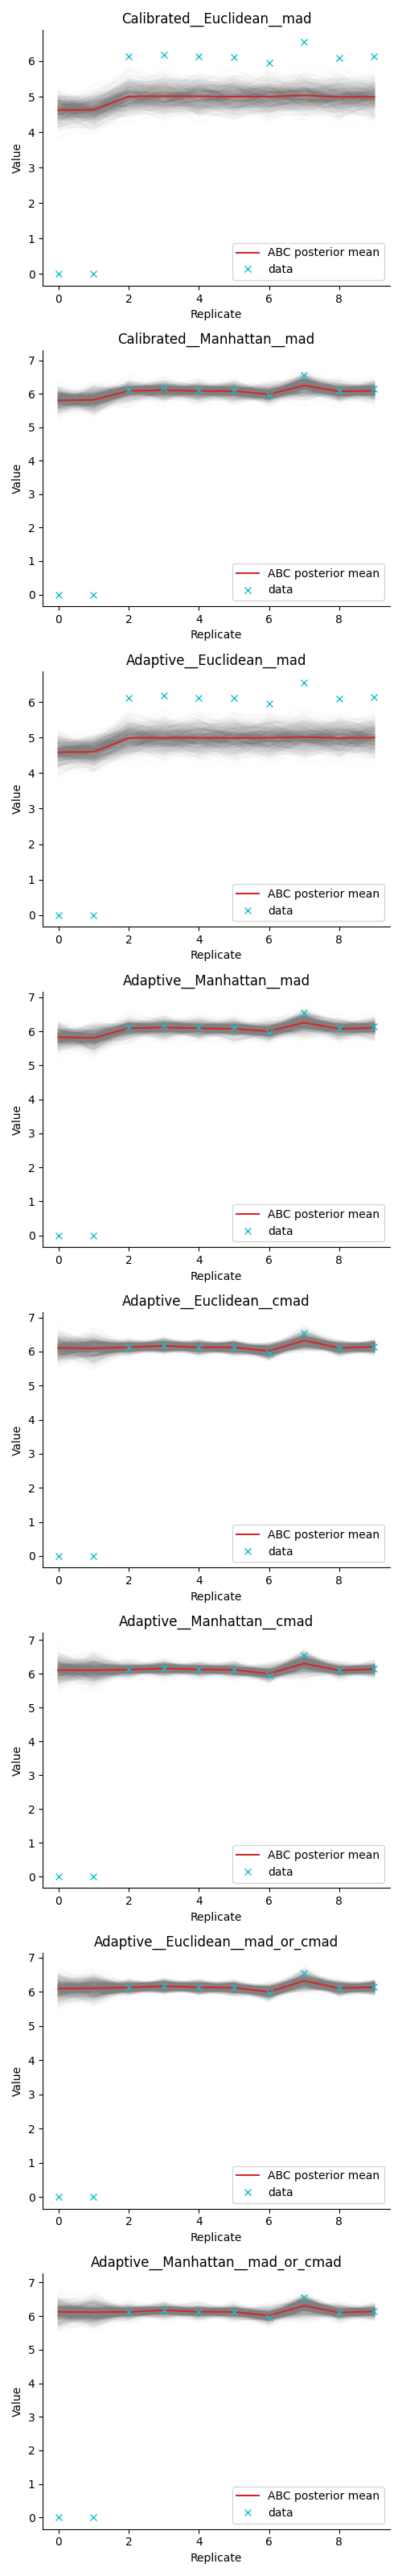 Calibrated__Euclidean__mad
6
5
4
3
2
1
0
Value
ABC posterior mean
data
0 2 4 6 8
Replicate
Calibrated__Manhattan__mad
7
6
5
4
3
2
1
0
Value
ABC posterior mean
data
0 2 4 6 8
Replicate
Adaptive__Euclidean__mad
6
5
4
3
2
1
0
Value
ABC posterior mean
data
0 2 4 6 8
Replicate
Adaptive__Manhattan__mad
7
6
5
4
3
2
1
0
Value
ABC posterior mean
data
0 2 4 6 8
Replicate
Adaptive__Euclidean__cmad
7
6
5
4
3
2
1
0
Value
ABC posterior mean
data
0 2 4 6 8
Replicate
Adaptive__Manhattan__cmad
7
6
5
4
3
2
1
0
Value
ABC posterior mean
data
0 2 4 6 8
Replicate
Adaptive__Euclidean__mad_or_cmad
7
6
5
4
3
2
1
0
Value
ABC posterior mean
data
0 2 4 6 8
Replicate
Adaptive__Manhattan__mad_or_cmad
7
6
5
4
3
2
1
0
Value
ABC posterior mean
data
0 2 4 6 8
Replicate